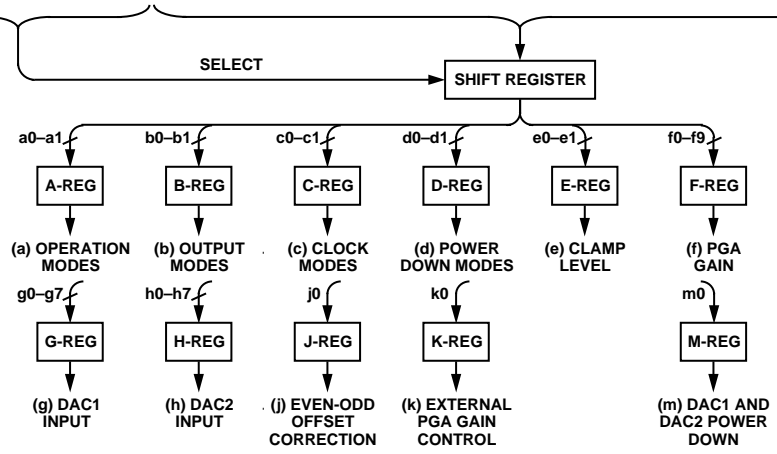 SELECT
SHIFT REGISTER
a0–a1
b0–b1
c0–c1
d0–d1
e0–e1
f0–f9
A-REG
B-REG
C-REG
D-REG
E-REG
F-REG
(a) OPERATION
MODES
(b) OUTPUT
MODES
(c) CLOCK
MODES
(d) POWER
DOWN MODES
(e) CLAMP
LEVEL
(f) PGA
GAIN
g0–g7
h0–h7
j0
k0
m0
G-REG
H-REG
J-REG
K-REG
M-REG
(g) DAC1
INPUT
(h) DAC2
INPUT
(j) EVEN-ODD
OFFSET
CORRECTION
(k) EXTERNAL
PGA GAIN
CONTROL
(m) DAC1 AND
DAC2 POWER
DOWN